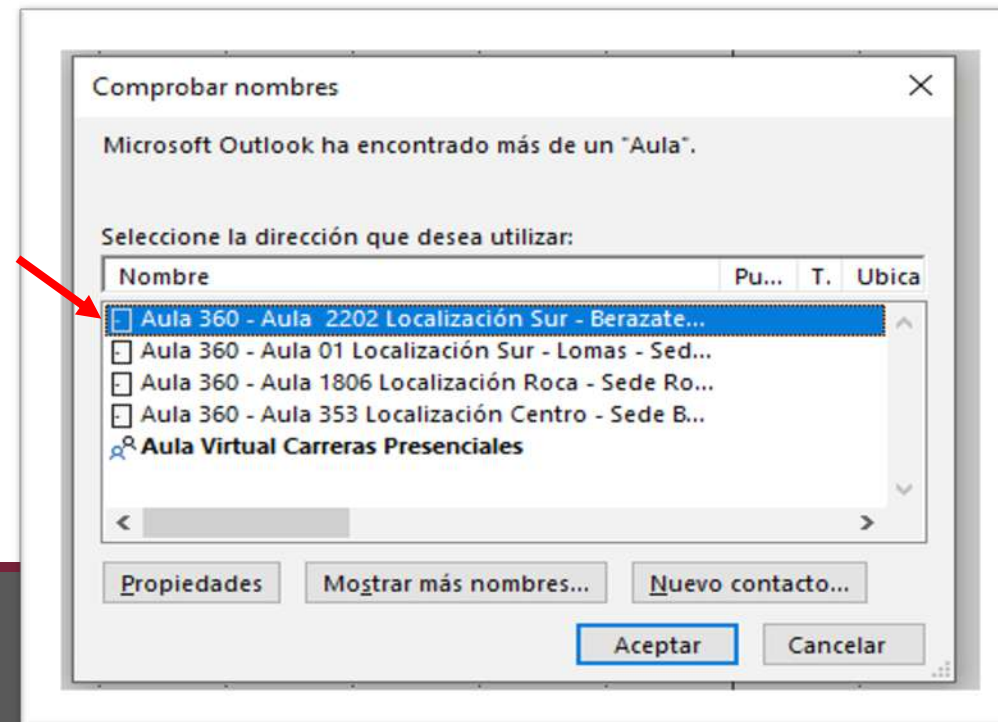 Comprobar nombres
Microsoft Outlook ha encontrado más de un "Aula".
Seleccione la dirección que desea utilizar:
Nombre Pu... T. Ubica
Aula 360 - Aula 2202 Localización Sur - Berazate...
Aula 360 - Aula 01 Localización Sur - Lomas - Sed...
Aula 360 - Aula 1806 Localización Roca - Sede Ro...
Aula 360 - Aula 353 Localización Centro - Sede B...
Aula Virtual Carreras Presenciales
Propiedades Mostrar más nombres... Nuevo contacto...
Aceptar Cancelar